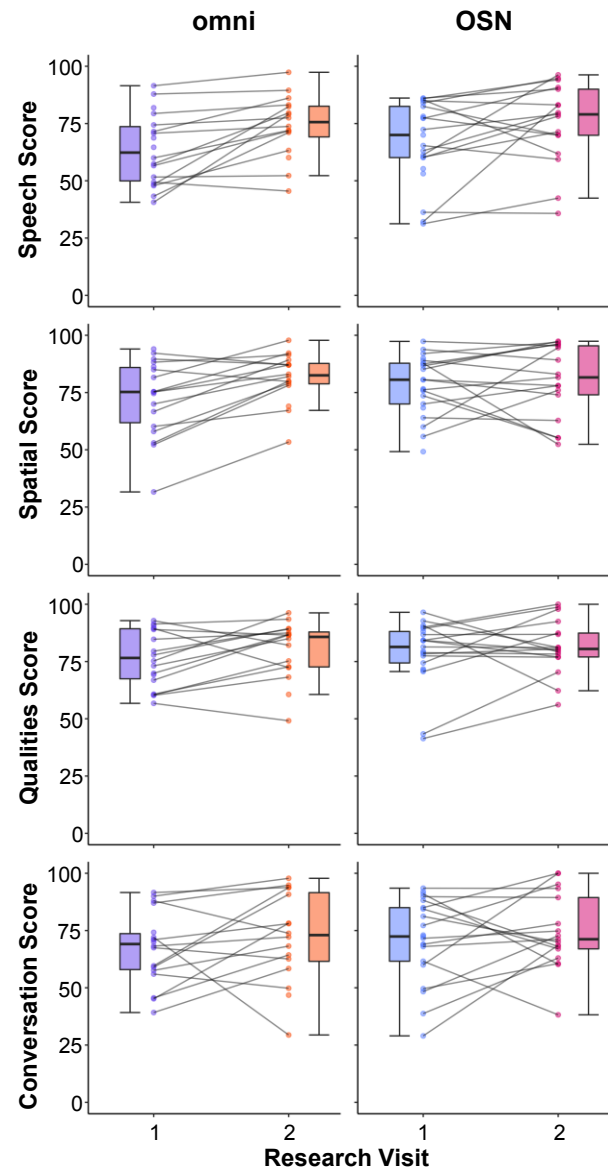 omni OSN
Speech Score
100
75
50
25
0
Spatial Score
100
75
50
25
0
Qualities Score
100
75
50
25
0
Conversation Score
100
75
50
25
0
1 2 1 2
Research Visit